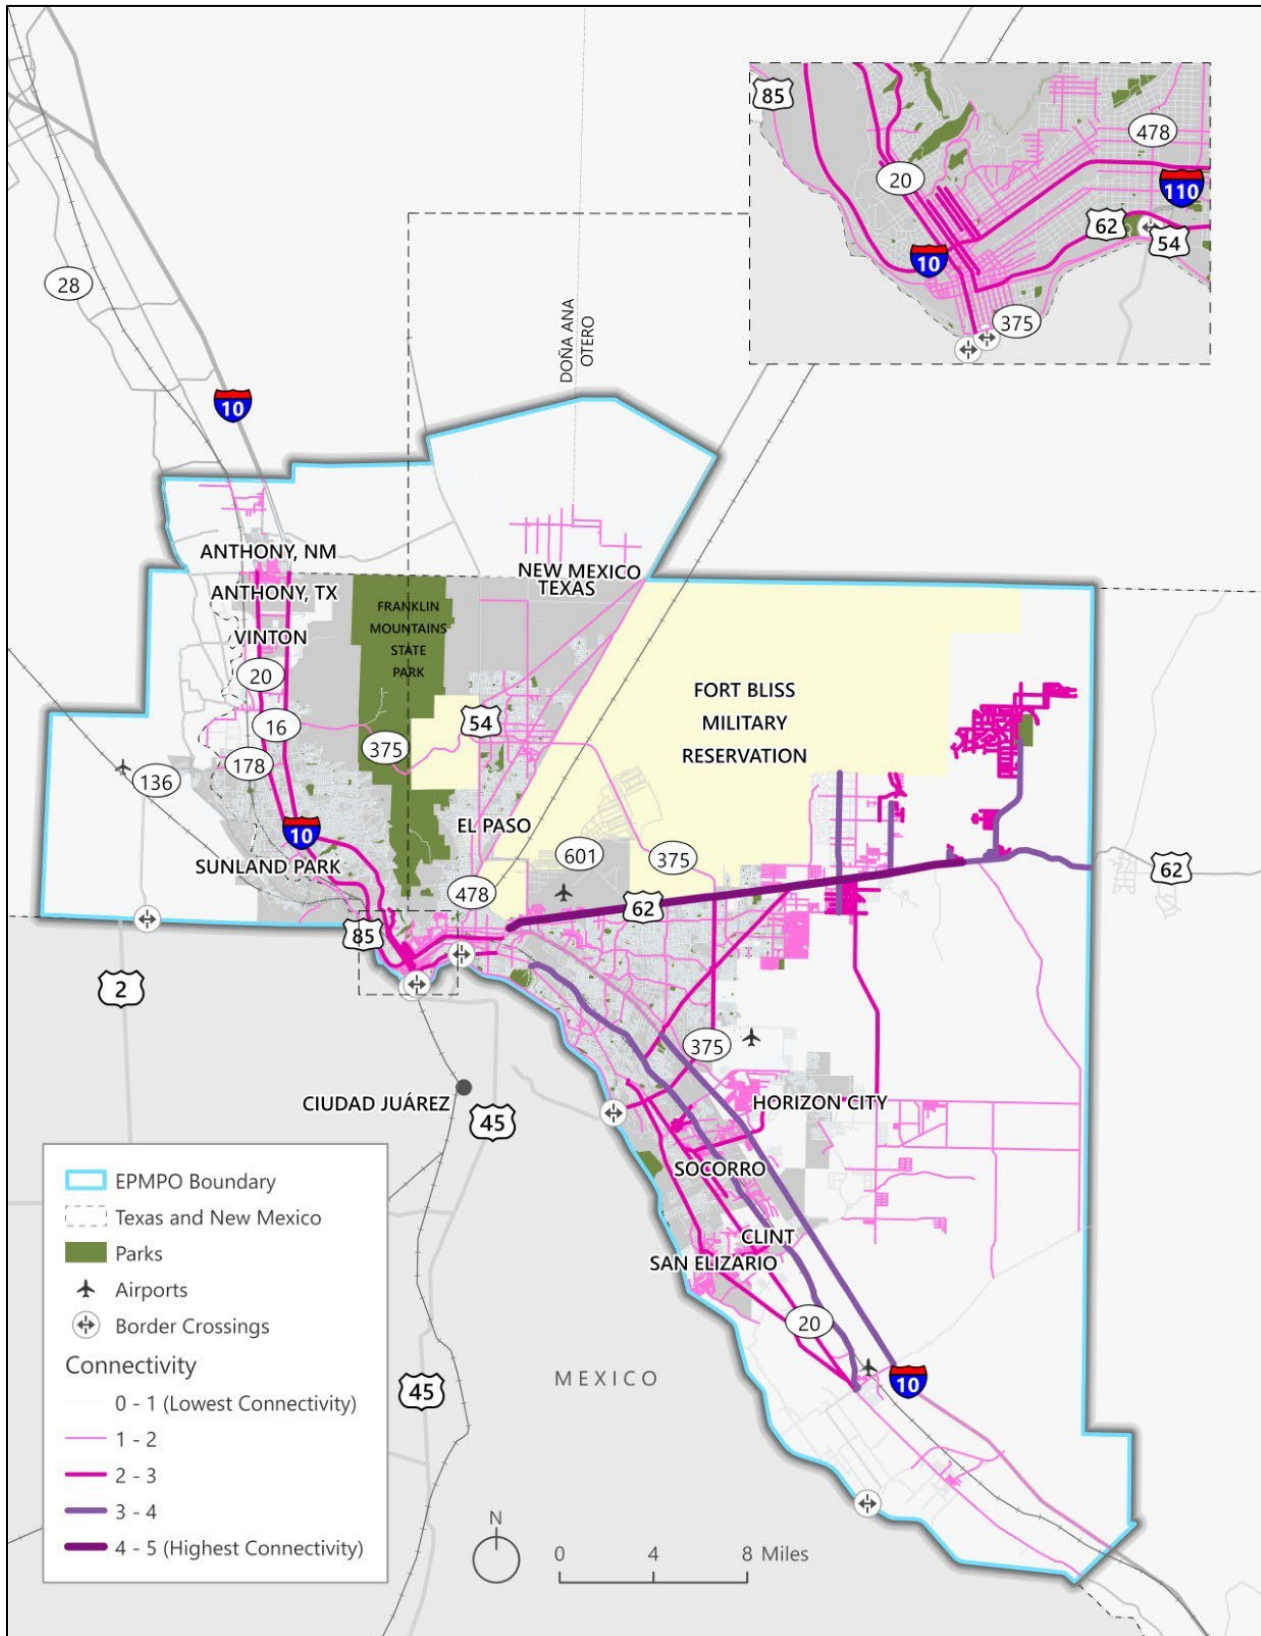 85
478
20
110
62
54
10
375
28
DOÑA ANA
OTERO
10
ANTHONY, NM
NEW MEXICO
TEXAS
ANTHONY, TX
FRANKLIN
MOUNTAINS
STATE
PARK
VINTON
20
FORT BLISS
MILITARY
RESERVATION
16
54
375
178
136
EL PASO
10
601
375
SUNLAND PARK
62
478
62
85
2
375
CIUDAD JUÁREZ
45
HORIZON CITY
SOCORRO
CLINT
SAN ELIZARIO
20
MEXICO
10
45
EPMPO Boundary
Texas and New Mexico
Parks
Airports
Border Crossings
Connectivity
0 - 1 (Lowest Connectivity)
1 - 2
2 - 3
3 - 4
4 - 5 (Highest Connectivity)
N
0 4 8 Miles